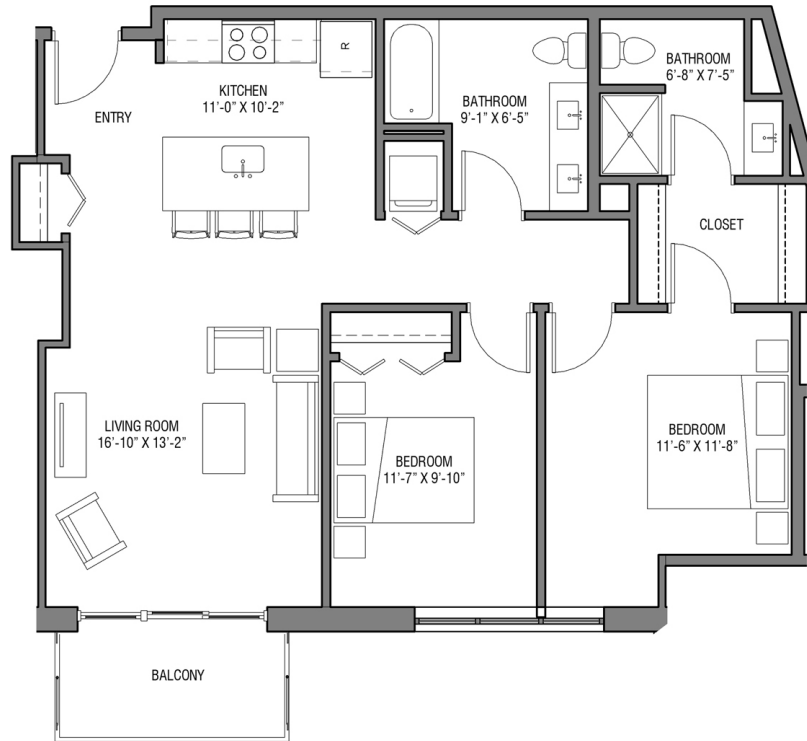 R
KITCHEN
11'-0" X 10'-2"
ENTRY
BATHROOM
9'-1" X 6'-5"
BATHROOM
6'-8" X 7'-5"
CLOSET
LIVING ROOM
16'-10" X 13'-2"
BEDROOM
11'-7" X 9'-10"
BEDROOM
11'-6" X 11'-8"
BALCONY